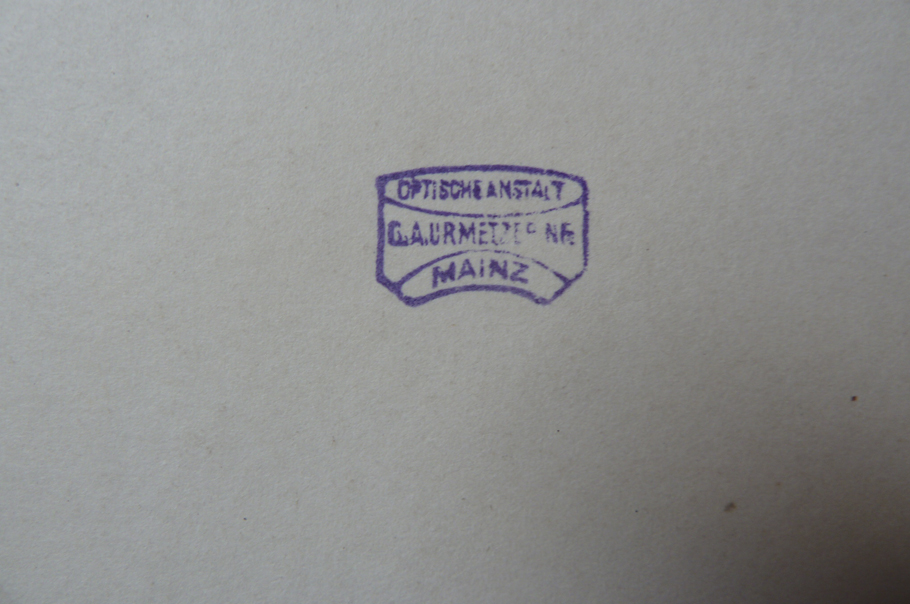 OPTISCHE ANSTALT
G.A. URMETZER NF.
MAINZ